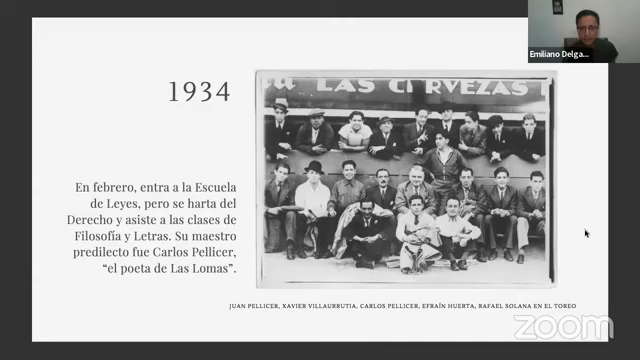 Emiliano Delga...
LAS CERVEZAS
1934
En febrero, entra a la Escuela
de Leyes, pero se harta del
Derecho y asiste a las clases de
Filosofía y Letras. Su maestro
predilecto fue Carlos Pellicer,
“el poeta de Las Lomas”.
JUAN PELLICER, XAVIER VILLAURRUTIA, CARLOS PELLICER, EFRAÍN HUERTA, RAFAEL SOLANA EN EL TOREO
zoom